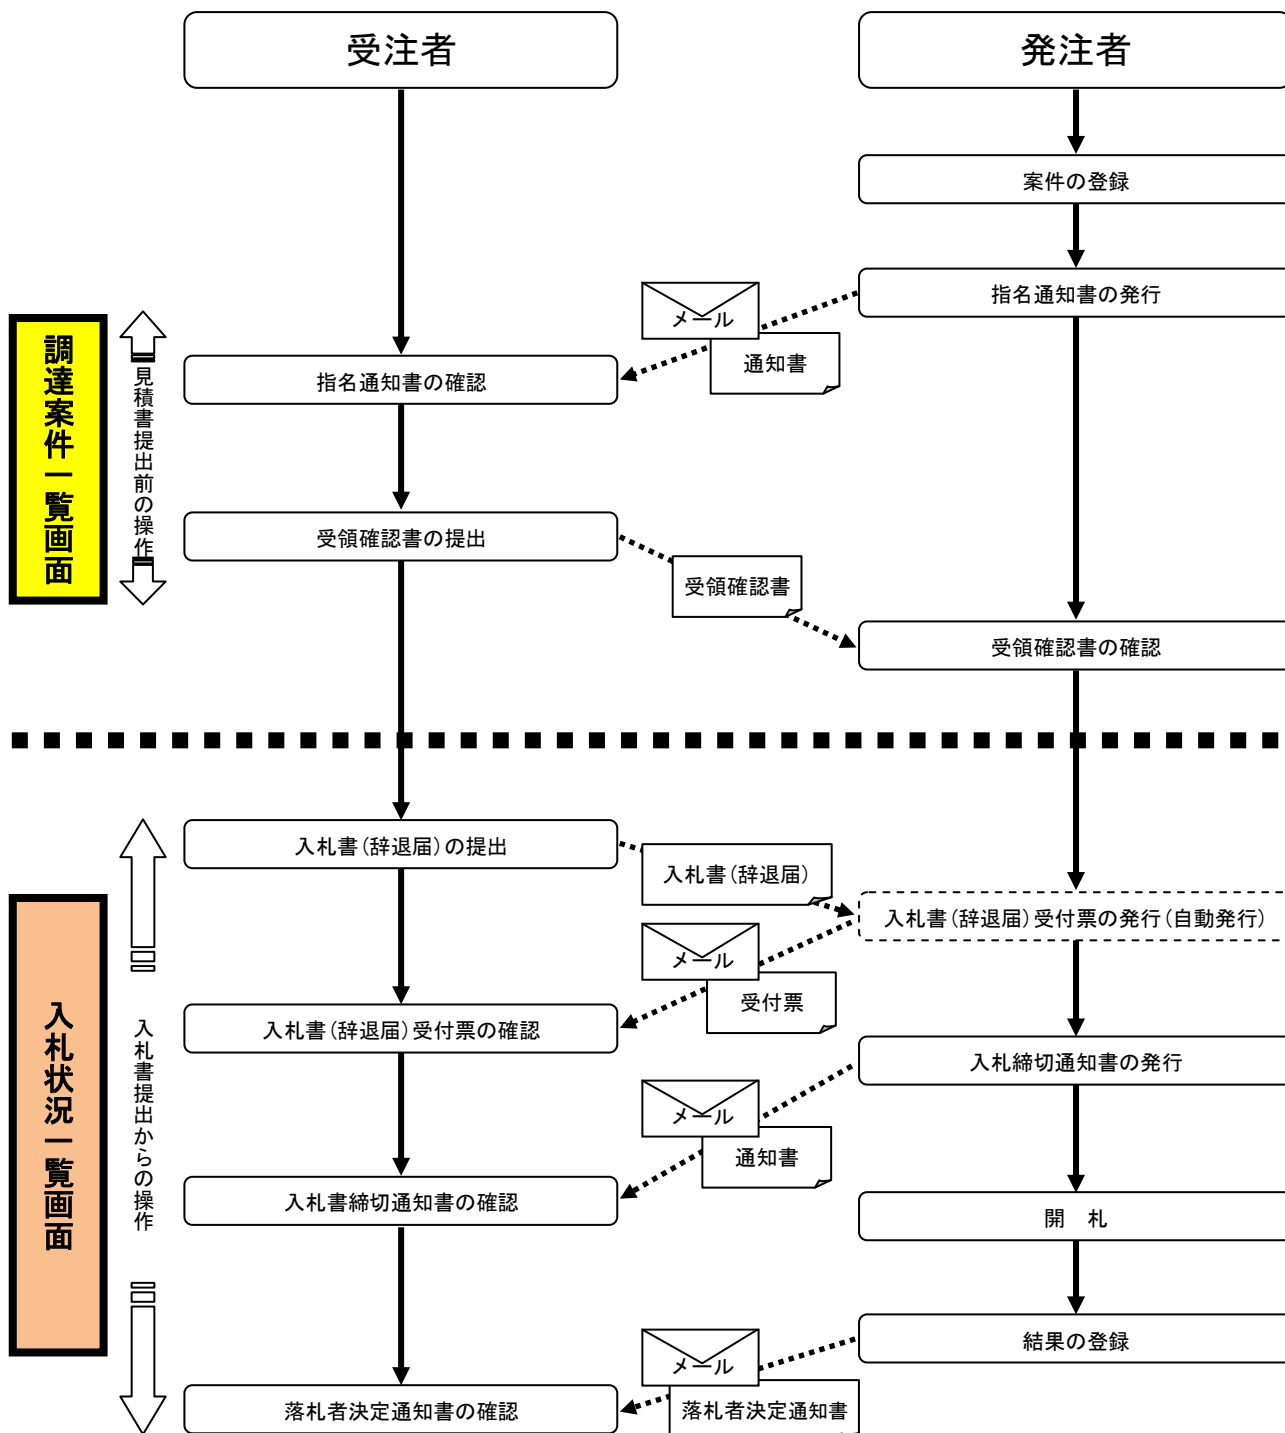 受注者
発注者
案件の登録
指名通知書の発行
メール
通知書
指名通知書の確認
調達案件一覧画面
見積書提出前の操作
受領確認書の提出
受領確認書
受領確認書の確認
入札書(辞退届)の提出
入札書(辞退届)
入札書(辞退届)受付票の発行(自動発行)
メール
受付票
入札書(辞退届)受付票の確認
入札状況一覧画面
入札書提出からの操作
入札締切通知書の発行
メール
通知書
入札書締切通知書の確認
開　札
結果の登録
メール
落札者決定通知書
落札者決定通知書の確認